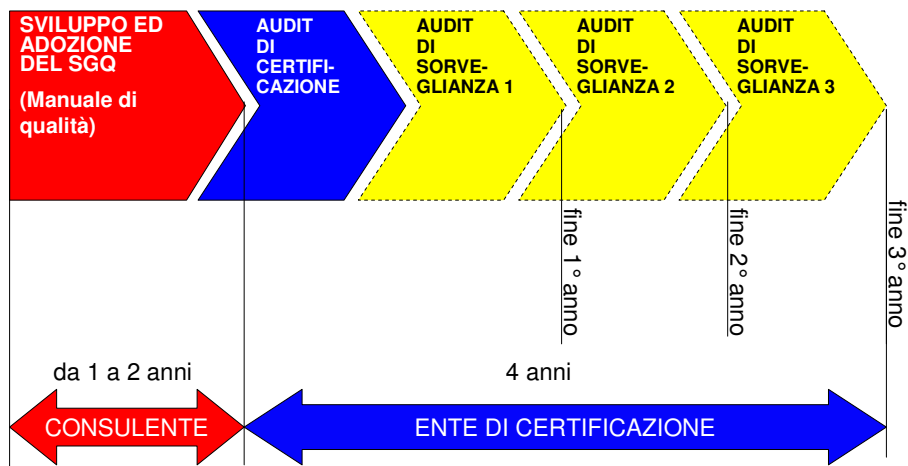 SVILUPPO ED
ADOZIONE
DEL SGQ
(Manuale di
qualità)
AUDIT
DI
CERTIFI-
CAZIONE
AUDIT
DI
SORVE-
GLIANZA 1
AUDIT
DI
SORVE-
GLIANZA 2
AUDIT
DI
SORVE-
GLIANZA 3
fine 1° anno
fine 2° anno
fine 3° anno
da 1 a 2 anni
4 anni
CONSULENTE
ENTE DI CERTIFICAZIONE